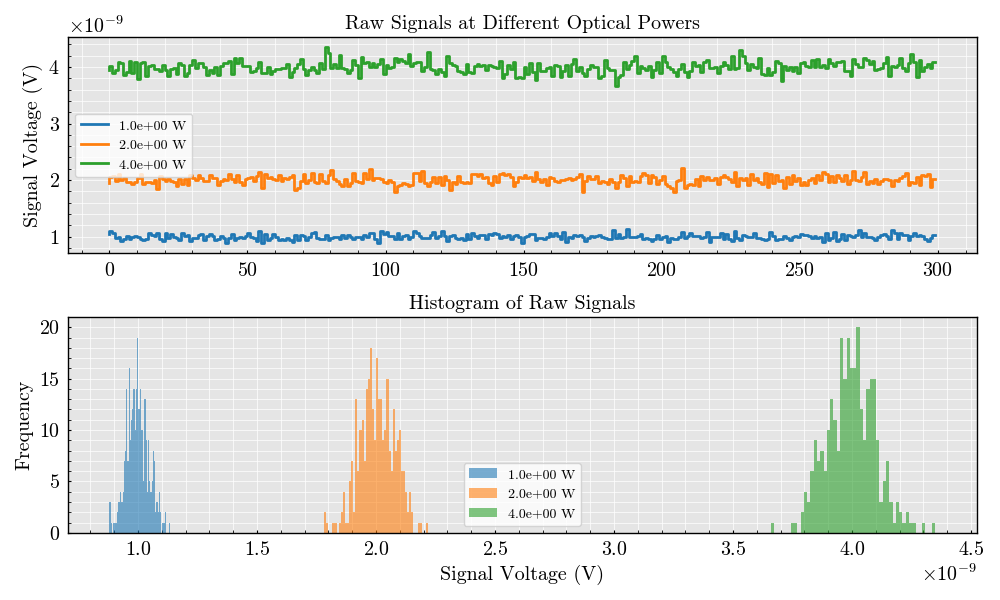 Raw Signals at Different Optical Powers
×10⁻⁹
Signal Voltage (V)
4
3
2
1
1.0e+00 W
2.0e+00 W
4.0e+00 W
0 50 100 150 200 250 300
Histogram of Raw Signals
Frequency
20
15
10
5
0
1.0e+00 W
2.0e+00 W
4.0e+00 W
1.0 1.5 2.0 2.5 3.0 3.5 4.0 4.5
Signal Voltage (V)
×10⁻⁹